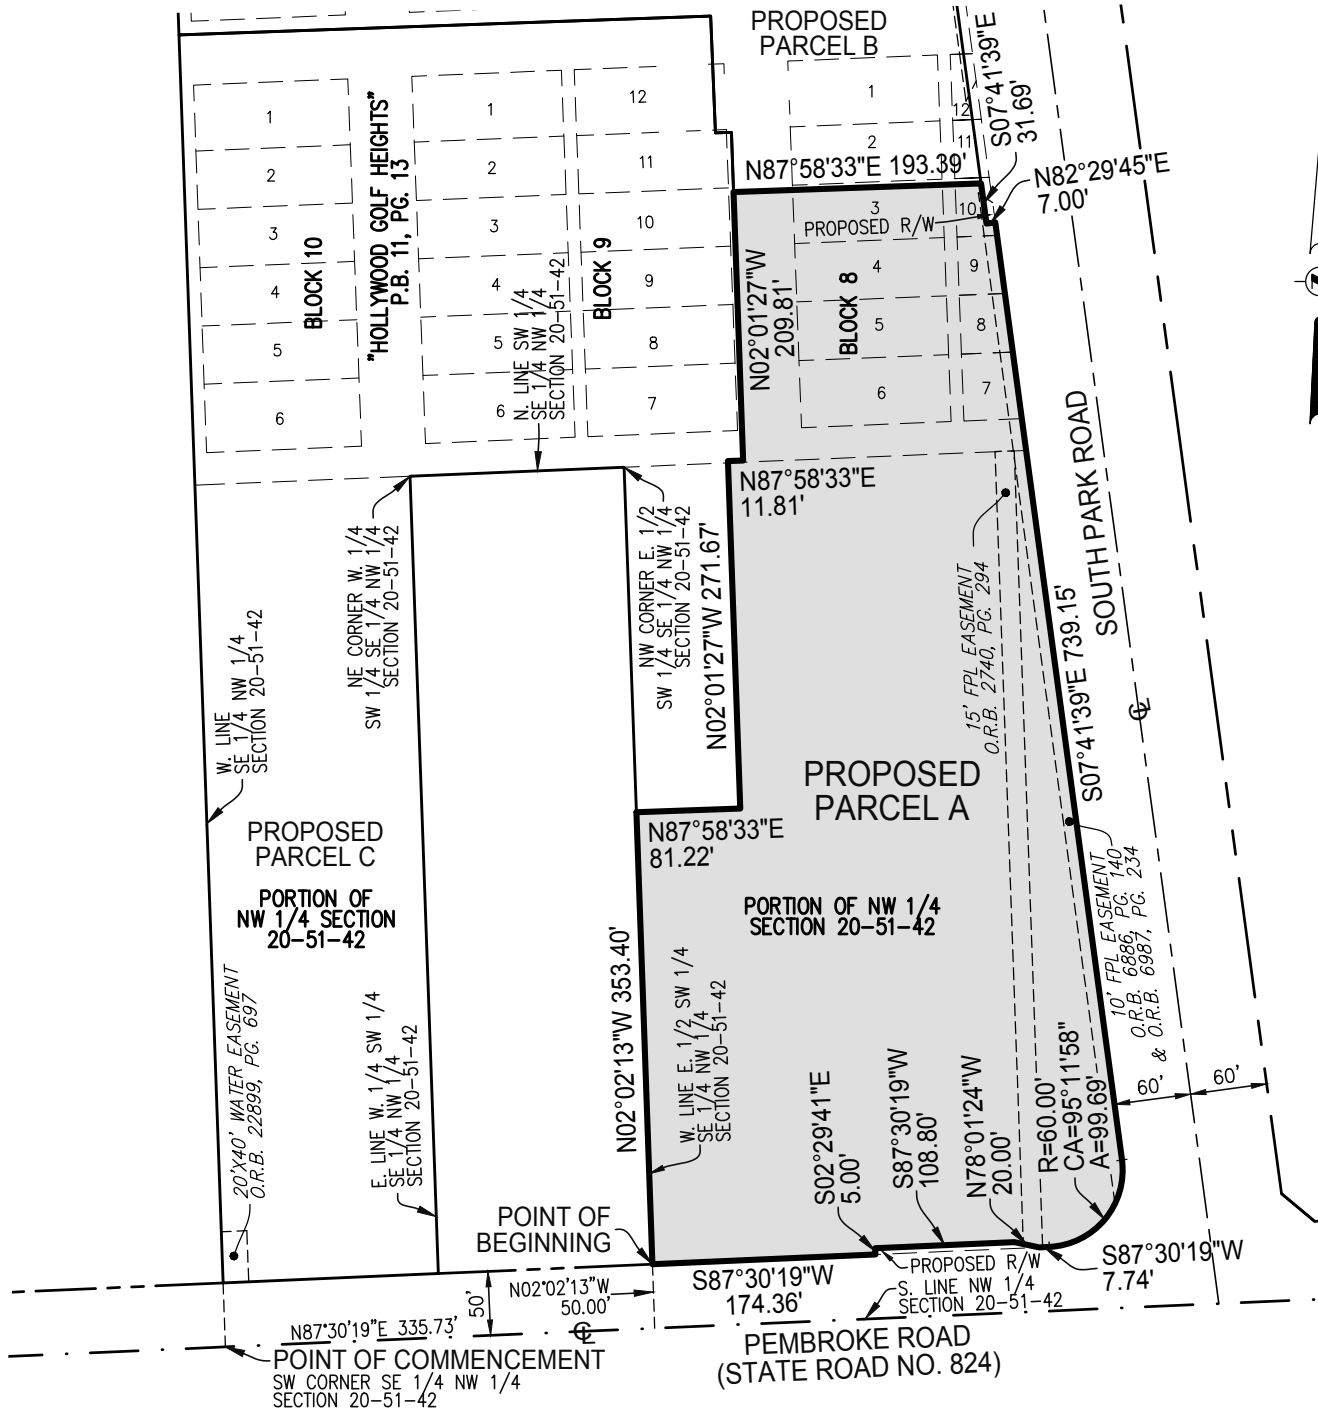 PROPOSED
PARCEL B
S07°41'39"E
31.69'
N82°29'45"E
7.00'
N87°58'33"E 193.39'
1
2
3
4
5
6
BLOCK 10
"HOLLYWOOD GOLF HEIGHTS"
P.B. 11, PG. 13
1
2
3
4
5
6
12
11
10
9
8
7
BLOCK 9
N. LINE SW 1/4
SE 1/4 NW 1/4
SECTION 20-51-42
1
2
3
4
5
6
12
11
10
9
8
7
PROPOSED R/W
BLOCK 8
N02°01'27"W
209.81'
N87°58'33"E
11.81'
SOUTH PARK ROAD
NE CORNER W. 1/4
SW 1/4 SE 1/4 NW 1/4
SECTION 20-51-42
NW CORNER E. 1/2
SW 1/4 SE 1/4 NW 1/4
SECTION 20-51-42
N02°01'27"W 271.67'
15' FPL EASEMENT
O.R.B. 2740, PG. 294
S07°41'39"E 739.15'
℄
W. LINE
SE 1/4 NW 1/4
SECTION 20-51-42
PROPOSED
PARCEL A
PROPOSED
PARCEL C
N87°58'33"E
81.22'
PORTION OF
NW 1/4 SECTION
20-51-42
PORTION OF NW 1/4
SECTION 20-51-42
10' FPL EASEMENT
O.R.B. 6886, PG. 140
& O.R.B. 6987, PG. 234
N02°02'13"W 353.40'
W. LINE E. 1/2 SW 1/4
SE 1/4 NW 1/4
SECTION 20-51-42
20'X40' WATER EASEMENT
O.R.B. 22899, PG. 697
E. LINE W. 1/4 SW 1/4
SE 1/4 NW 1/4
SECTION 20-51-42
S02°29'41"E
5.00'
S87°30'19"W
108.80'
N78°01'24"W
20.00'
R=60.00'
CA=95°11'58"
A=99.69'
60'
60'
POINT OF
BEGINNING
S87°30'19"W
7.74'
PROPOSED R/W
S. LINE NW 1/4
SECTION 20-51-42
S87°30'19"W
174.36'
N02°02'13"W
50.00'
50'
N87°30'19"E 335.73'
℄
PEMBROKE ROAD
(STATE ROAD NO. 824)
POINT OF COMMENCEMENT
SW CORNER SE 1/4 NW 1/4
SECTION 20-51-42